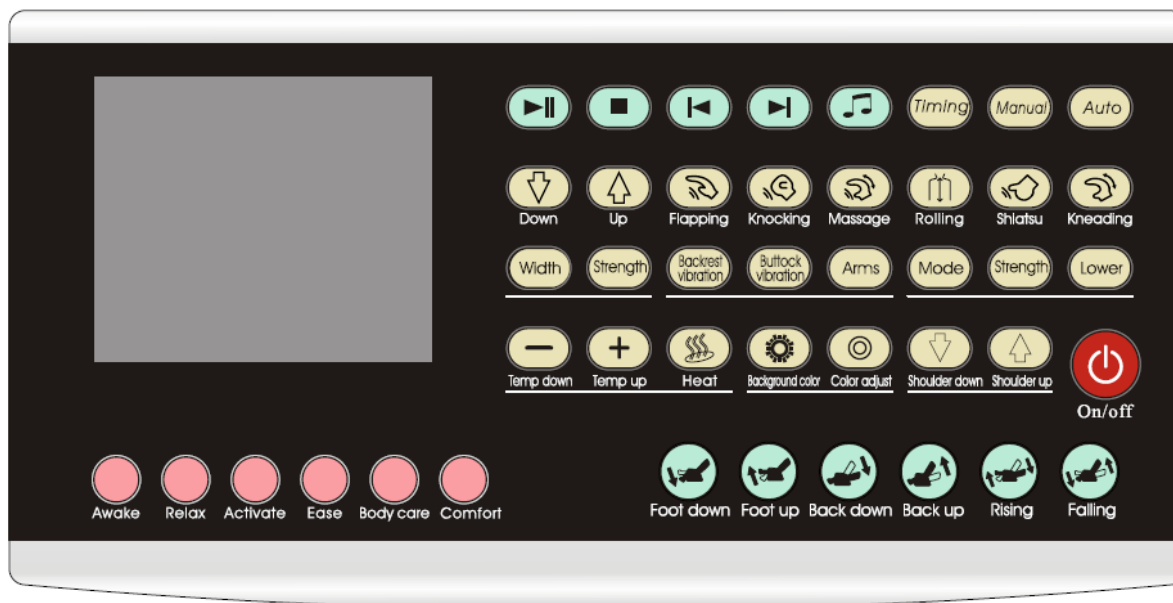 Timing Manual Auto
Down Up Flapping Knocking Massage Rolling Shiatsu Kneading
Width Strength Backrest vibration Buttock vibration Arms Mode Strength Lower
Temp down Temp up Heat Background color Color adjust Shoulder down Shoulder up
On/off
Awake Relax Activate Ease Body care Comfort
Foot down Foot up Back down Back up Rising Falling